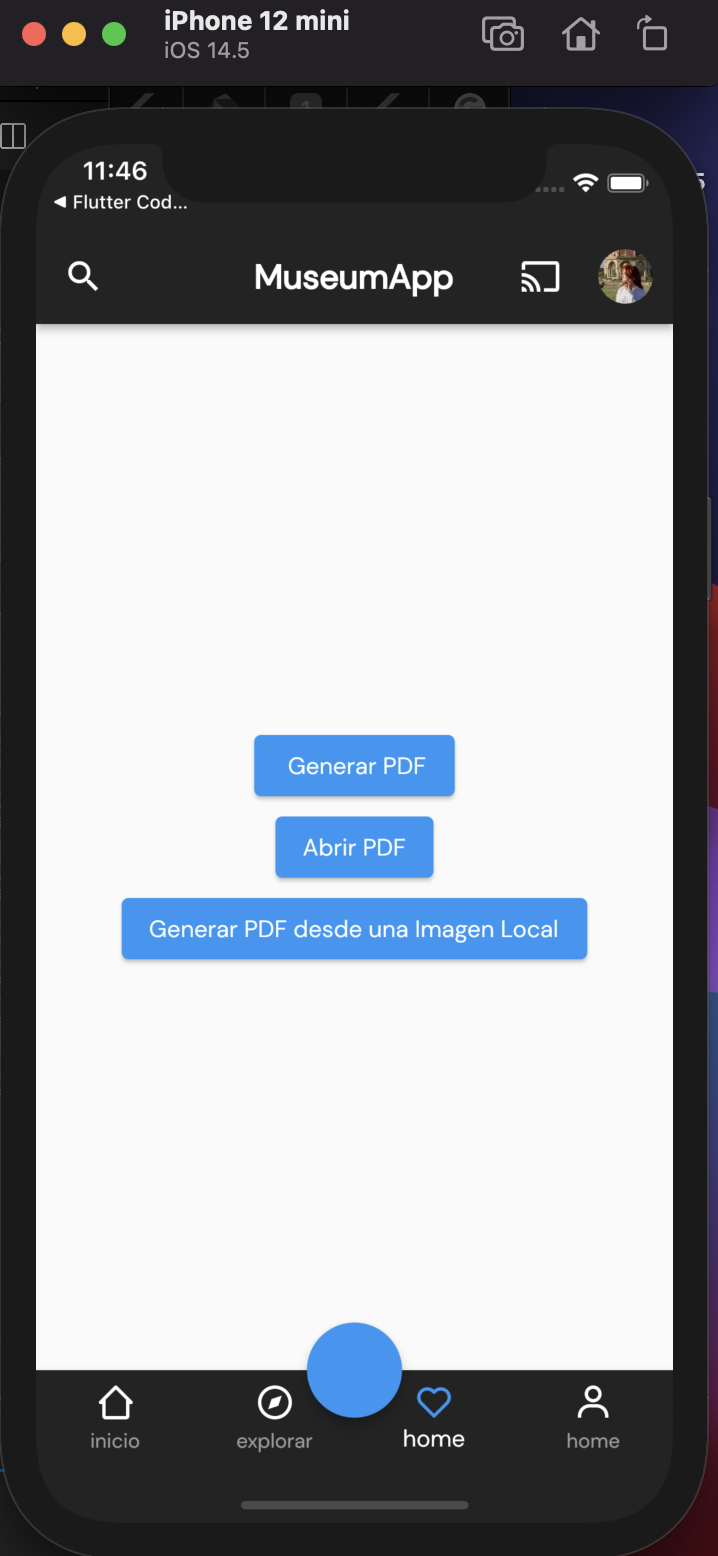 iPhone 12 mini
iOS 14.5
11:46
◀ Flutter Cod...
MuseumApp
Generar PDF
Abrir PDF
Generar PDF desde una Imagen Local
inicio
explorar
home
home